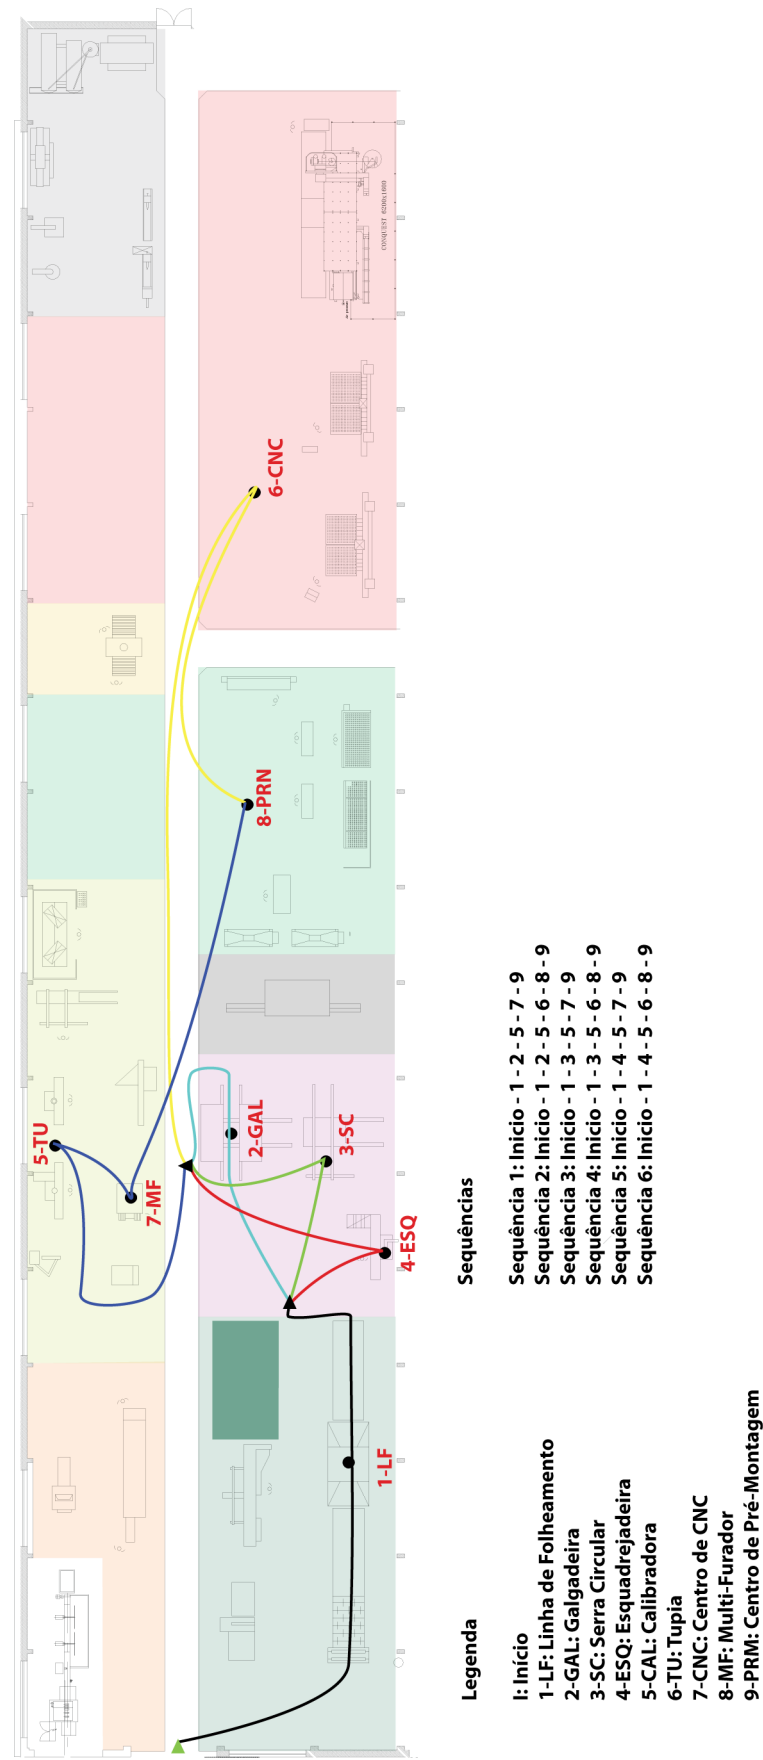 CONQUEST 6200x1600
6-CNC
8-PRN
5-TU
2-GAL
3-SC
7-MF
4-ESQ
1-LF
Legenda
I: Início
1-LF: Linha de Folheamento
2-GAL: Galgadeira
3-SC: Serra Circular
4-ESQ: Esquadrejadeira
5-CAL: Calibradora
6-TU: Tupia
7-CNC: Centro de CNC
8-MF: Multi-Furador
9-PRM: Centro de Pré-Montagem
Sequências
Sequência 1: Inicio - 1 - 2 - 5 - 7 - 9
Sequência 2: Inicio - 1 - 2 - 5 - 6 - 8 - 9
Sequência 3: Inicio - 1 - 3 - 5 - 7 - 9
Sequência 4: Inicio - 1 - 3 - 5 - 6 - 8 - 9
Sequência 5: Inicio - 1 - 4 - 5 - 7 - 9
Sequência 6: Inicio - 1 - 4 - 5 - 6 - 8 - 9